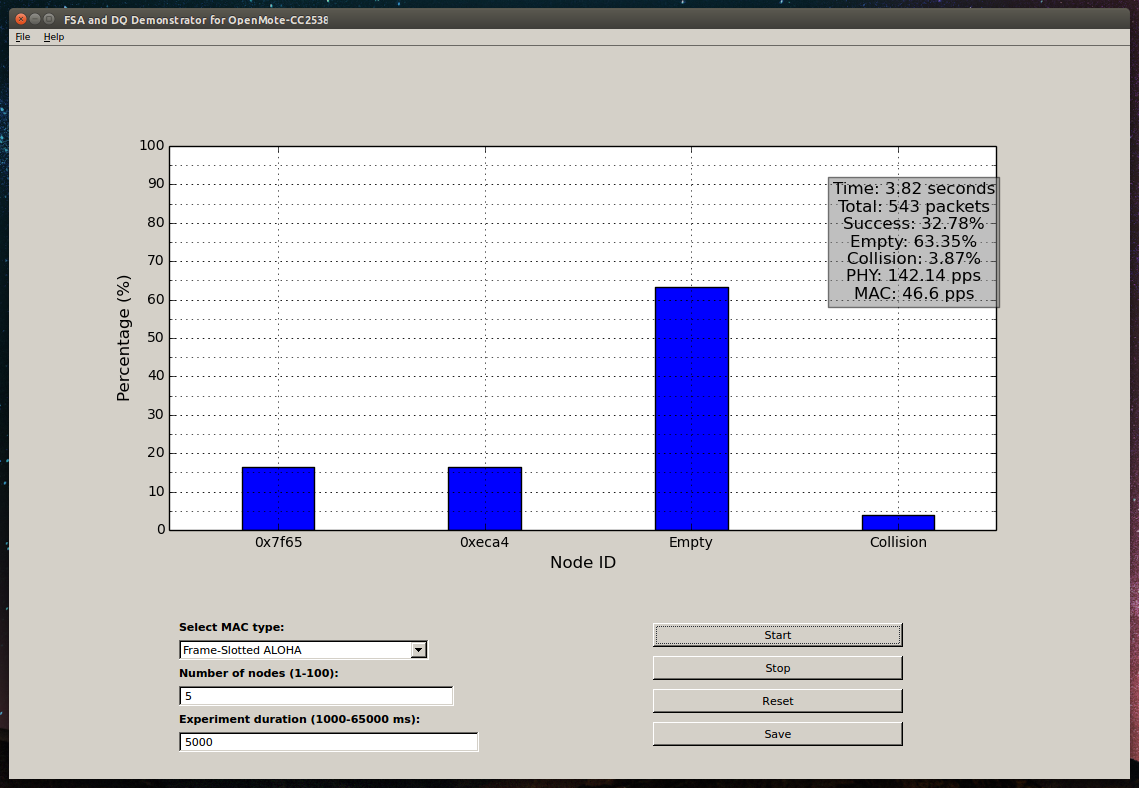 FSA and DQ Demonstrator for OpenMote-CC2538
File Help
100
90
80
70
60
50
40
30
20
10
0
Percentage (%)
Time: 3.82 seconds
Total: 543 packets
Success: 32.78%
Empty: 63.35%
Collision: 3.87%
PHY: 142.14 pps
MAC: 46.6 pps
0x7f65 0xeca4 Empty Collision
Node ID
Select MAC type:
Frame-Slotted ALOHA
Number of nodes (1-100):
5
Experiment duration (1000-65000 ms):
5000
Start
Stop
Reset
Save